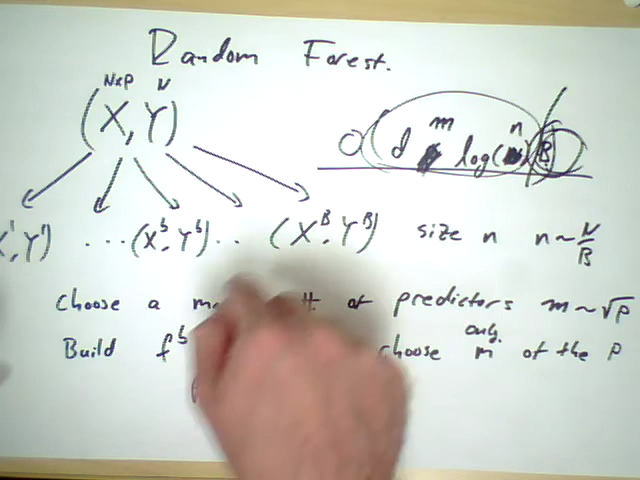 Random Forest.
N×P N
(X, Y)
O(d m log(n) B)
X¹, Y¹) ...(Xᵇ, Yᵇ).. (Xᴮ, Yᴮ) size n n~N/B
Choose a #. of predictors m~√P
Build fᵇ choose only m of the P